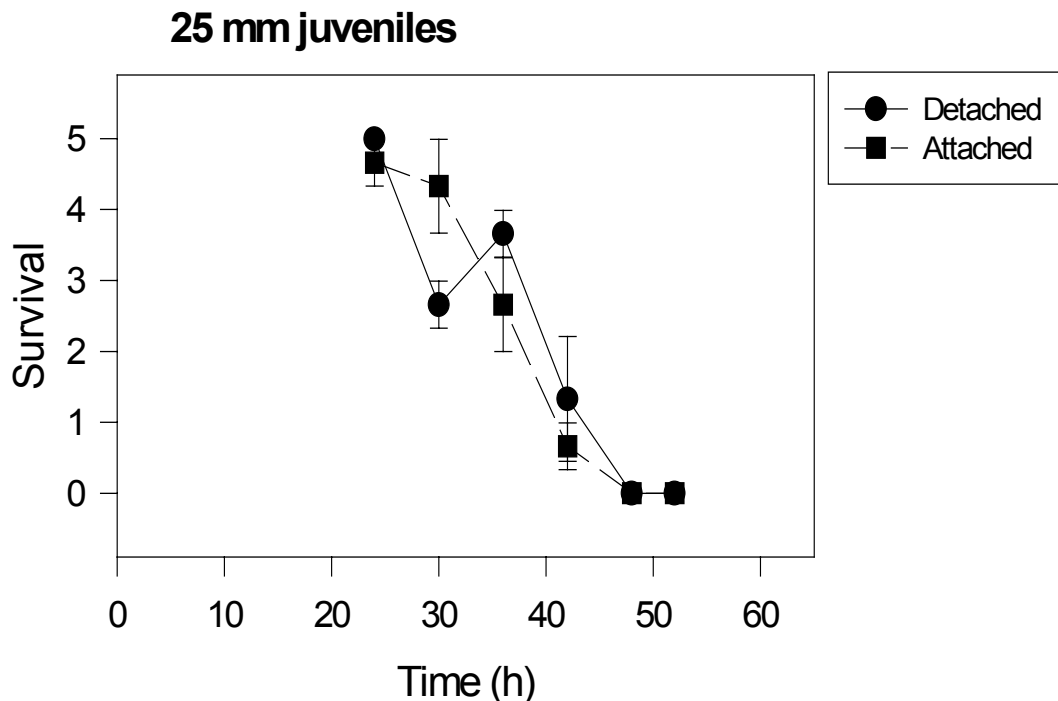 25 mm juveniles
Detached
Attached
5
4
3
2
1
0
Survival
0 10 20 30 40 50 60
Time (h)